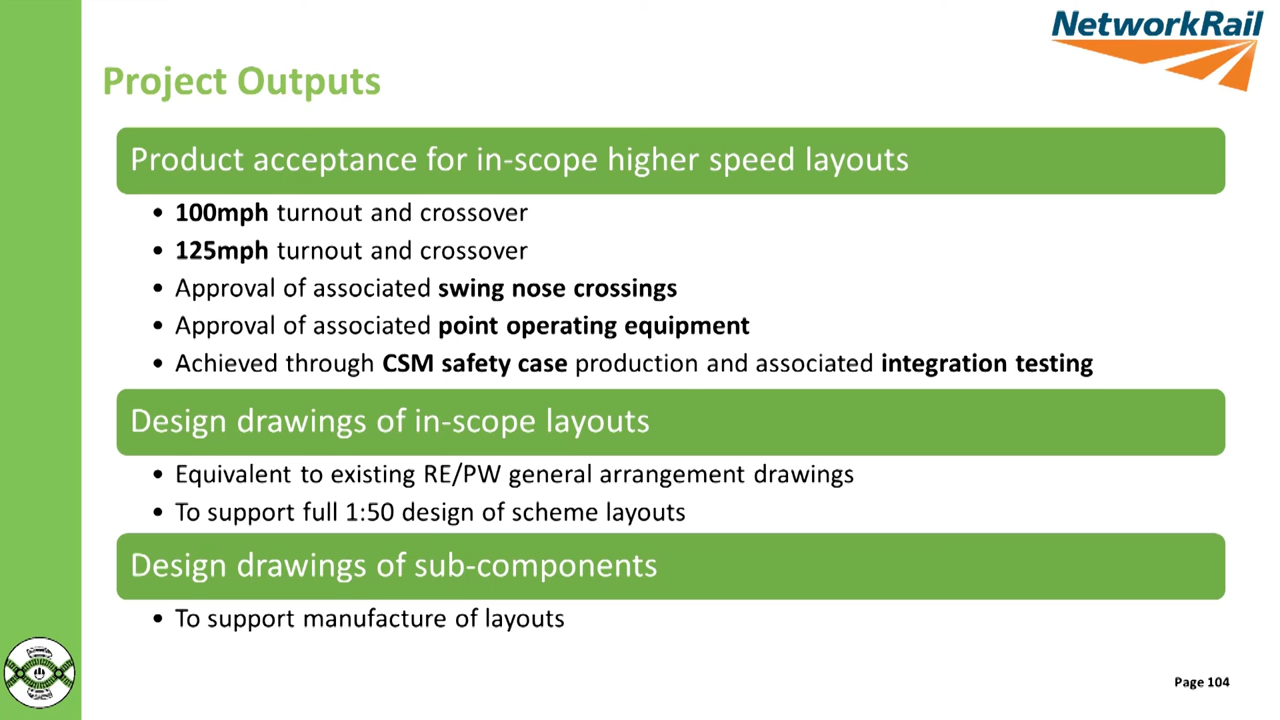 NetworkRail
Project Outputs
Product acceptance for in-scope higher speed layouts
• 100mph turnout and crossover
• 125mph turnout and crossover
• Approval of associated swing nose crossings
• Approval of associated point operating equipment
• Achieved through CSM safety case production and associated integration testing
Design drawings of in-scope layouts
• Equivalent to existing RE/PW general arrangement drawings
• To support full 1:50 design of scheme layouts
Design drawings of sub-components
• To support manufacture of layouts
Page 104